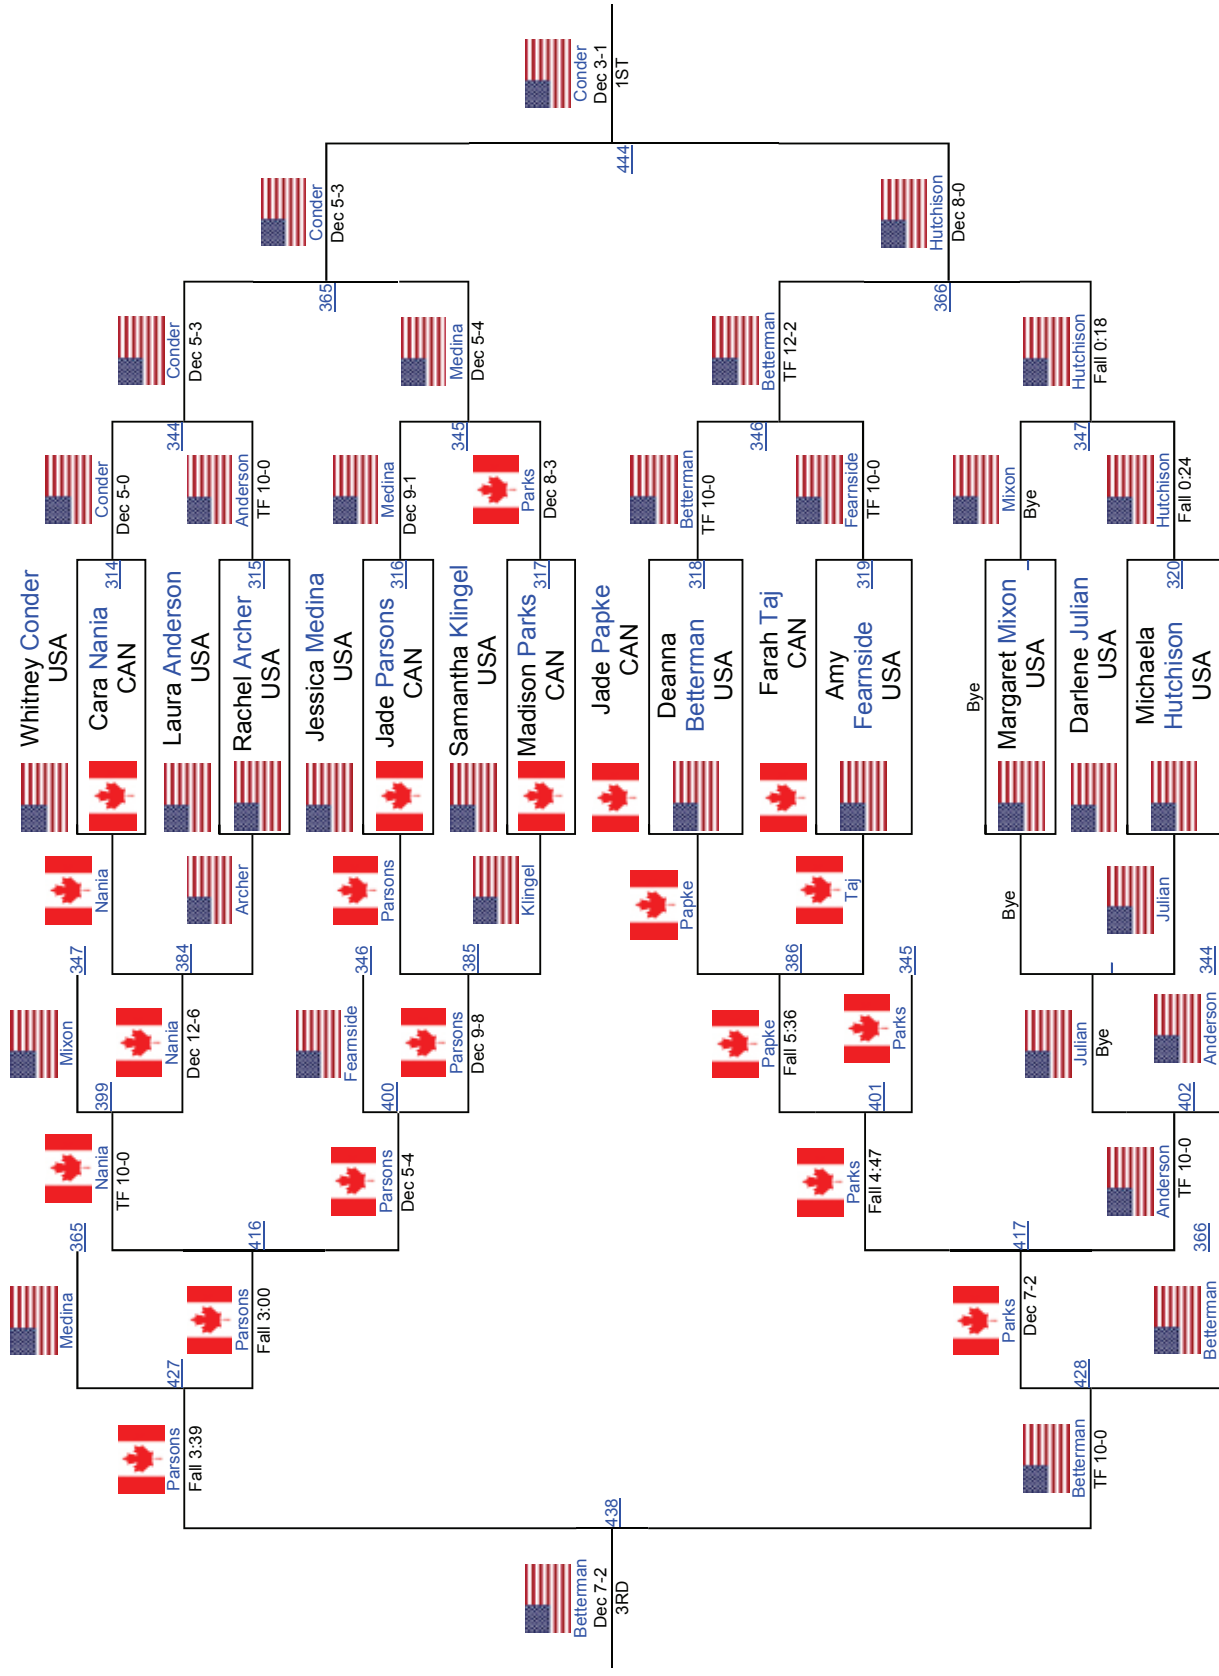 Conder
Dec 3-1
1ST
444
Conder
Dec 5-3
Hutchison
Dec 8-0
365
366
Conder
Dec 5-3
Medina
Dec 5-4
Betterman
TF 12-2
Hutchison
Fall 0:18
344
345
346
347
Conder
Dec 5-0
Anderson
TF 10-0
Medina
Dec 9-1
Parks
Dec 8-3
Betterman
TF 10-0
Fearnside
TF 10-0
Mixon
Bye
Hutchison
Fall 0:24
314
315
316
317
318
319
320
Whitney Conder
USA
Cara Nania
CAN
Laura Anderson
USA
Rachel Archer
USA
Jessica Medina
USA
Jade Parsons
CAN
Samantha Klingel
USA
Madison Parks
CAN
Jade Papke
CAN
Deanna
Betterman
USA
Farah Taj
CAN
Amy
Fearnside
USA
Bye
Margaret Mixon
USA
Darlene Julian
USA
Michaela
Hutchison
USA
Nania
Archer
Parsons
Klingel
Papke
Taj
Bye
Julian
347
384
346
385
386
345
344
Mixon
Nania
Dec 12-6
Fearnside
Parsons
Dec 9-8
Papke
Fall 5:36
Parks
Julian
Bye
Anderson
399
400
401
402
Nania
TF 10-0
Parsons
Dec 5-4
Parks
Fall 4:47
Anderson
TF 10-0
365
416
417
366
Medina
Parsons
Fall 3:00
Parks
Dec 7-2
Betterman
427
428
Parsons
Fall 3:39
Betterman
TF 10-0
438
Betterman
Dec 7-2
3RD